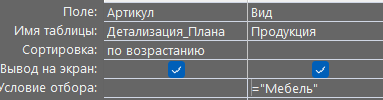 Поле: Артикул Вид
Имя таблицы: Детализация_Плана Продукция
Сортировка: по возрастанию
Вывод на экран:
Условие отбора: ="Мебель"